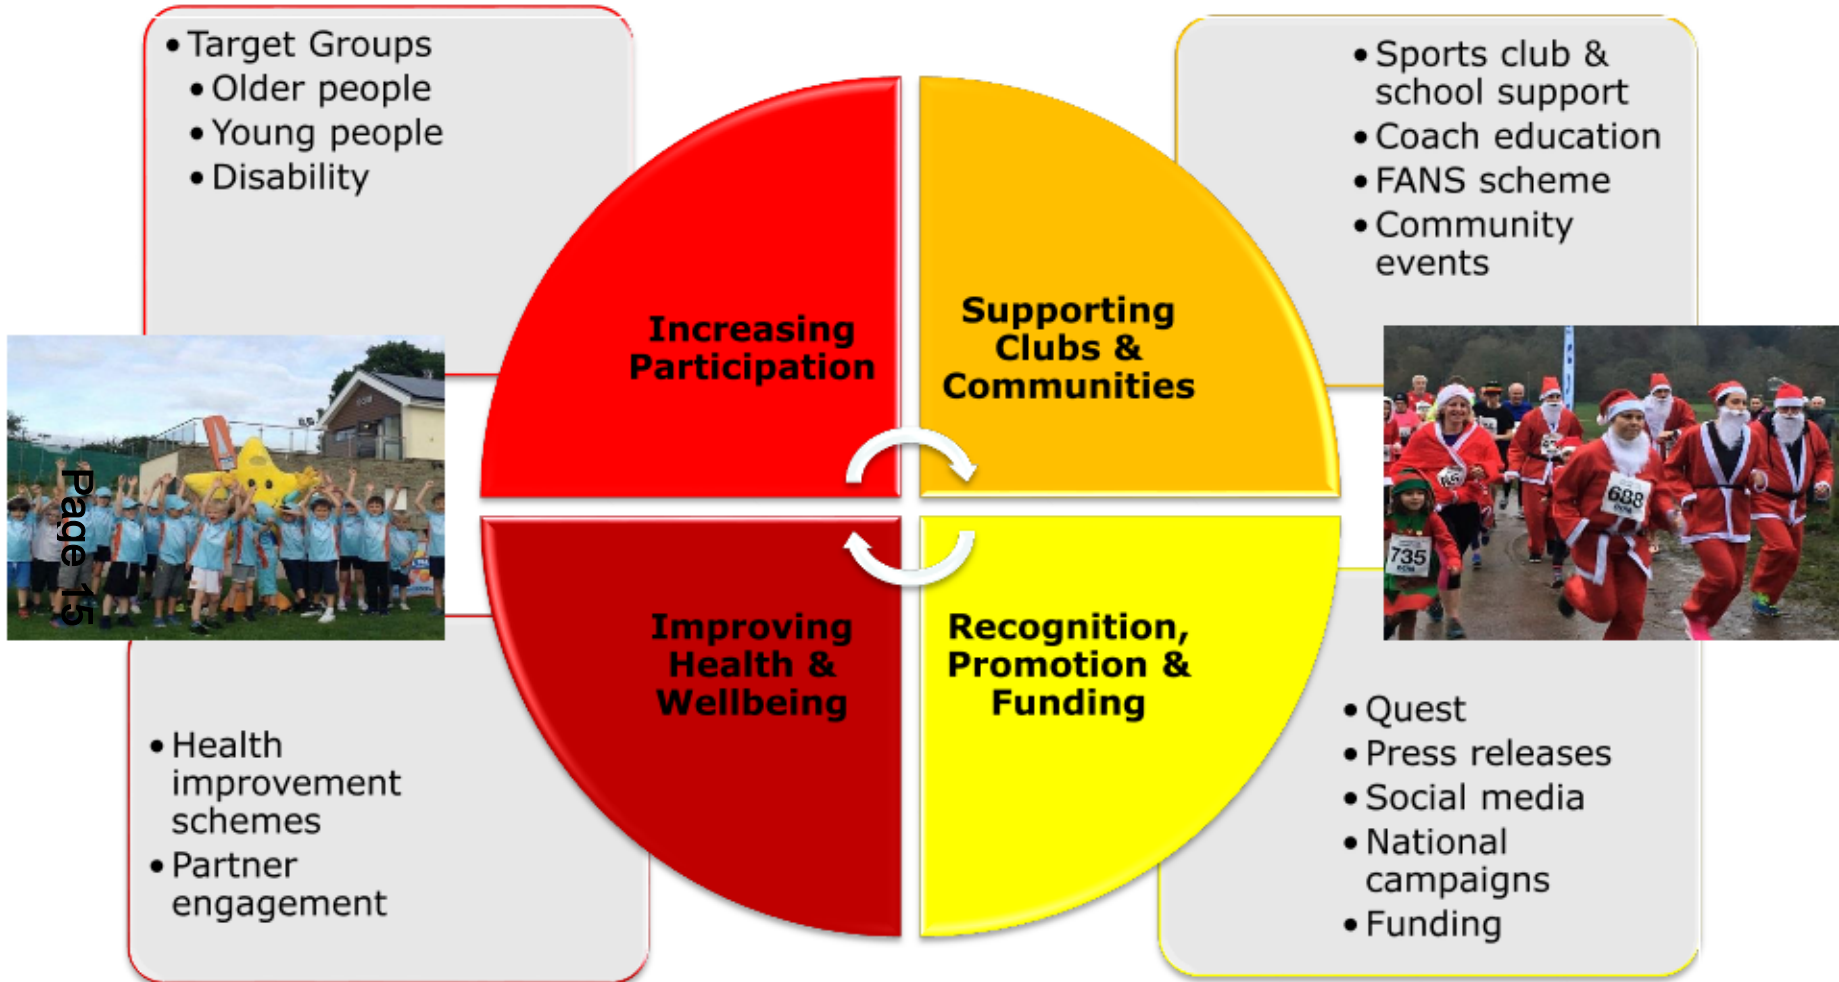 • Target Groups
• Older people
• Young people
• Disability
• Sports club &
school support
• Coach education
• FANS scheme
• Community
events
Increasing
Participation
Supporting
Clubs &
Communities
Page 15
688
735
Improving
Health &
Wellbeing
Recognition,
Promotion &
Funding
• Health
improvement
schemes
• Partner
engagement
• Quest
• Press releases
• Social media
• National
campaigns
• Funding